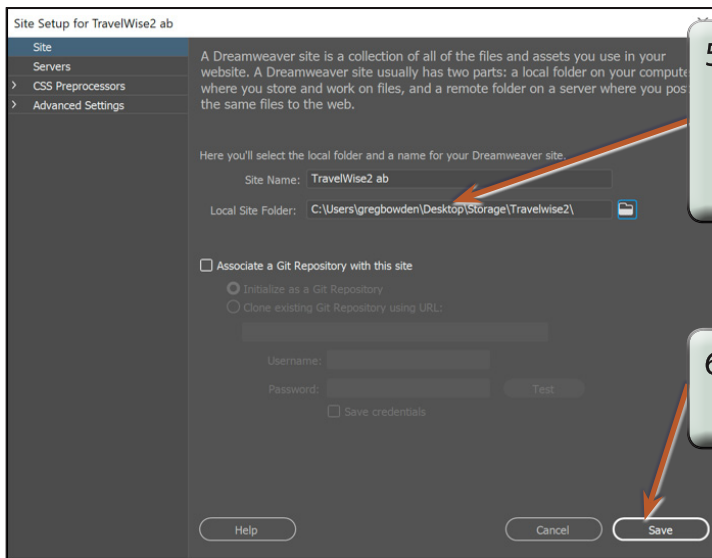 Site Setup for TravelWise2 ab
Site
Servers
CSS Preprocessors
Advanced Settings
A Dreamweaver site is a collection of all of the files and assets you use in your
website. A Dreamweaver site usually has two parts: a local folder on your compute
where you store and work on files, and a remote folder on a server where you pos
the same files to the web.
Here you'll select the local folder and a name for your Dreamweaver site.
Site Name: TravelWise2 ab
Local Site Folder: C:\Users\gregbowden\Desktop\Storage\Travelwise2\
Associate a Git Repository with this site
Initialize as a Git Repository
Clone existing Git Repository using URL:
Username:
Password:
Test
Save credentials
Help
Cancel
Save
5
6